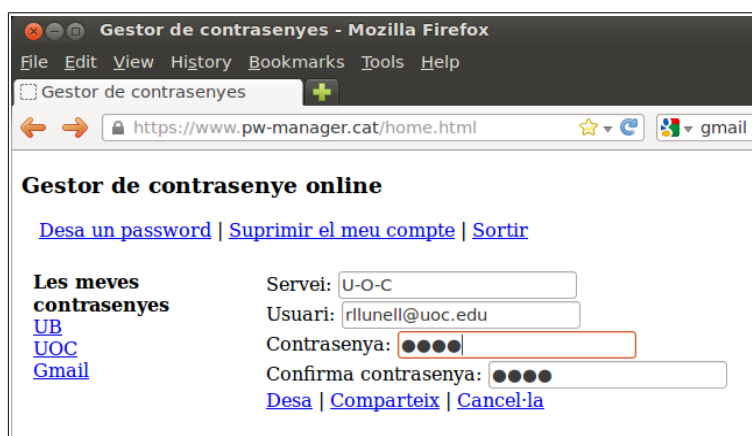 Gestor de contrasenyes - Mozilla Firefox
File Edit View History Bookmarks Tools Help
Gestor de contrasenyes
https://www.pw-manager.cat/home.html gmail
Gestor de contrasenye online
Desa un password | Suprimir el meu compte | Sortir
Les meves
contrasenyes
UB
UOC
Gmail
Servei: U-O-C
Usuari: rllunell@uoc.edu
Contrasenya: ●●●●
Confirma contrasenya: ●●●●
Desa | Comparteix | Cancel·la